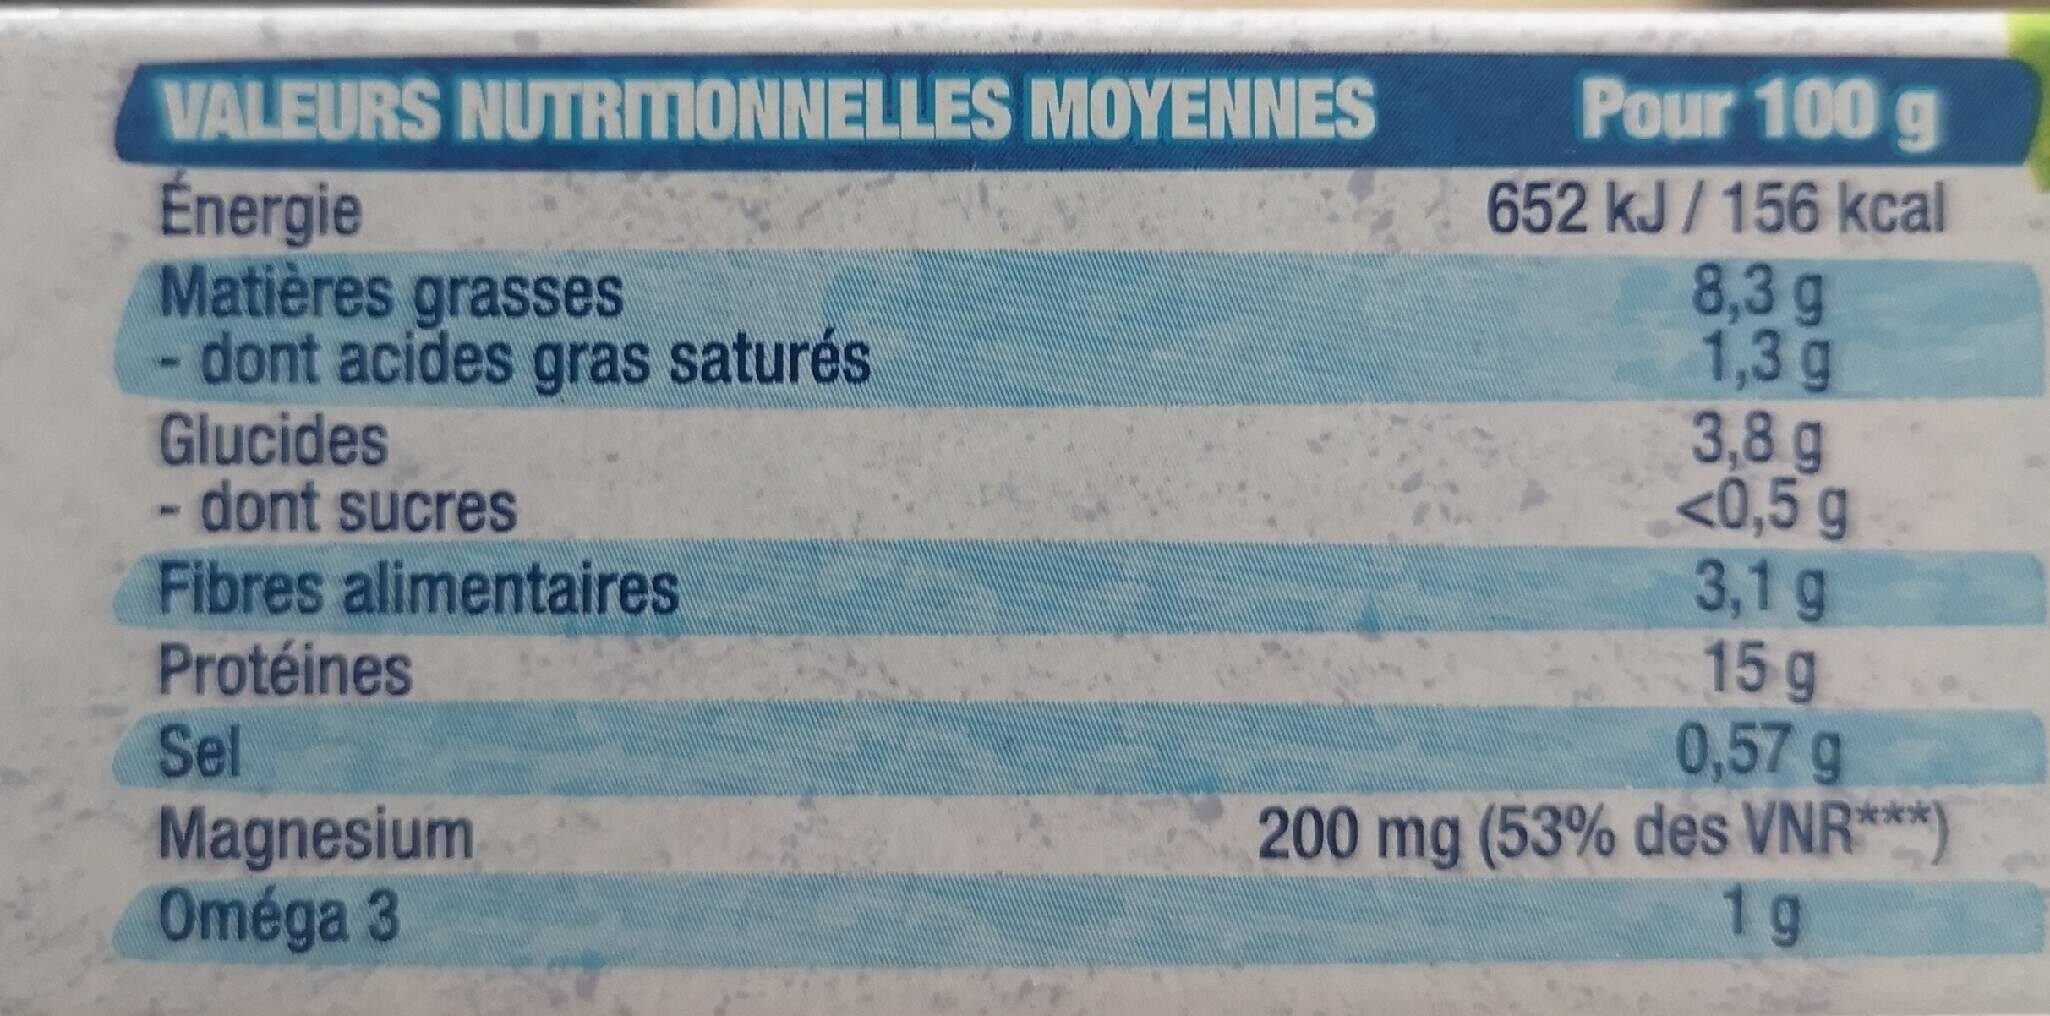 VALEURS NUTRITIONNELLES MOYENNES Pour 100 g
Énergie 652 kJ / 156 kcal
Matières grasses 8,3 g
- dont acides gras saturés 1,3 g
Glucides 3,8 g
- dont sucres <0,5 g
Fibres alimentaires 3,1 g
Protéines 15 g
Sel 0,57 g
Magnesium 200 mg (53% des VNR***)
Oméga 3 1 g